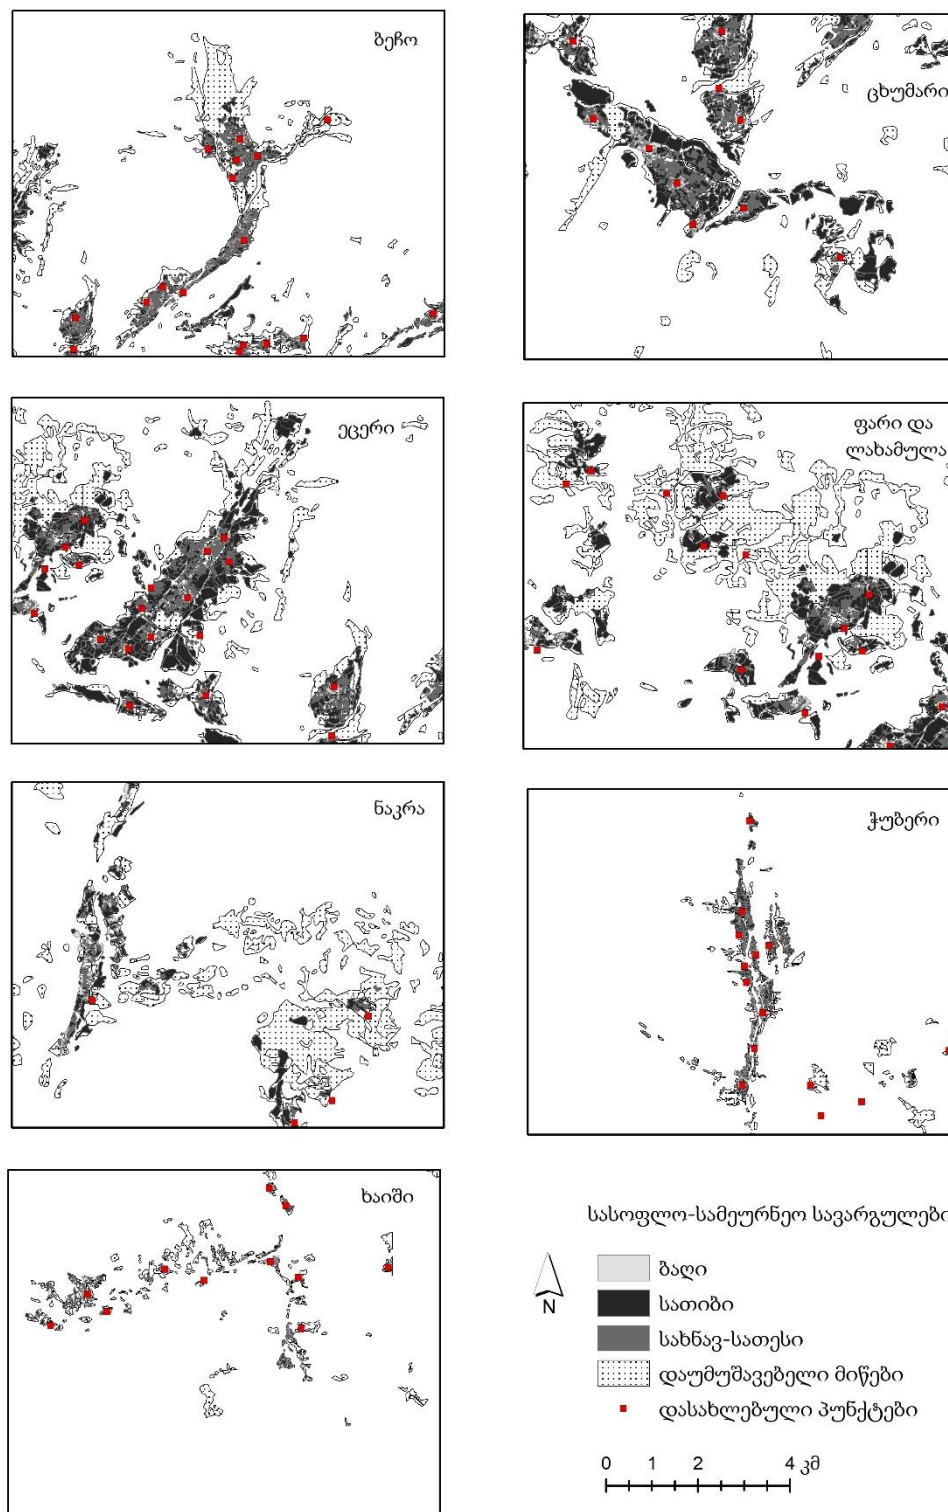 ბეჩო
ცხუმარი
ეცერი
ფარი და
ლახამულა
ნაკრა
ჭუბერი
ხაიში
სასოფლო-სამეურნეო სავარგულები
ბაღი
სათიბი
სახნავ-სათესი
დაუმუშავებელი მიწები
დასახლებული პუნქტები
N
0 1 2 4 კმ